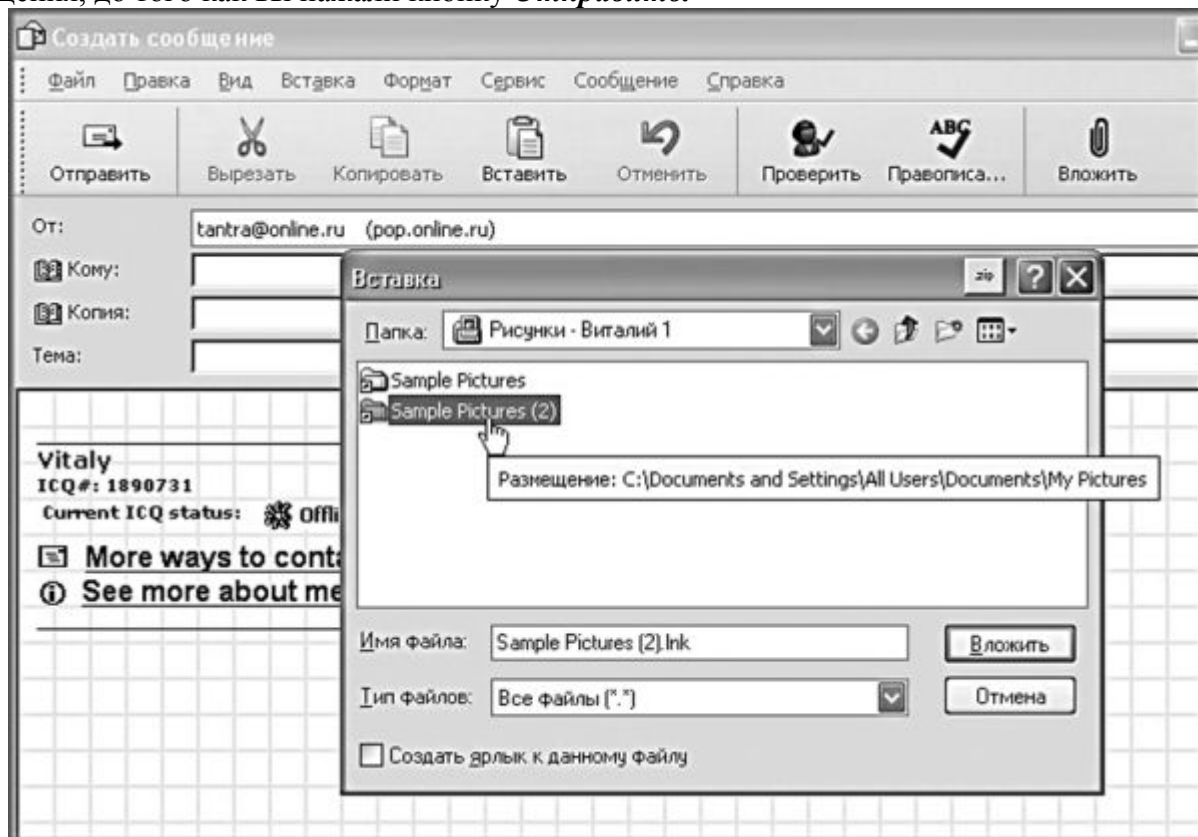 до того как Вы нажали кнопку Отправить.
Создать сообщение
Файл Правка Вид Вставка Формат Сервис Сообщение Справка
ABC
Отправить Вырезать Копировать Вставить Отменить Проверить Правописа... Вложить
От: tantra@online.ru (pop.online.ru)
Кому:
Копия:
Тема:
Вставка zip
Папка: Рисунки - Виталий 1
Sample Pictures
Sample Pictures (2)
Размещение: C:\Documents and Settings\All Users\Documents\My Pictures
Имя файла: Sample Pictures (2).lnk Вложить
Тип файлов: Все файлы (*.*) Отмена
Создать ярлык к данному файлу
Vitaly
ICQ#: 1890731
Current ICQ status: Offli
More ways to conta
See more about me